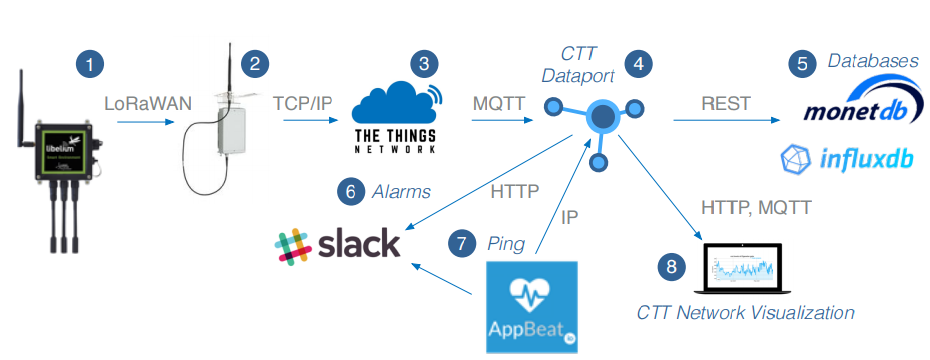 1
2
3
CTT
Dataport
4
5
Databases
LoRaWAN
TCP/IP
MQTT
REST
monetdb
THE THINGS
NETWORK
libelium
influxdb
6
Alarms
HTTP
HTTP, MQTT
IP
slack
7
Ping
8
AppBeat
CTT Network Visualization